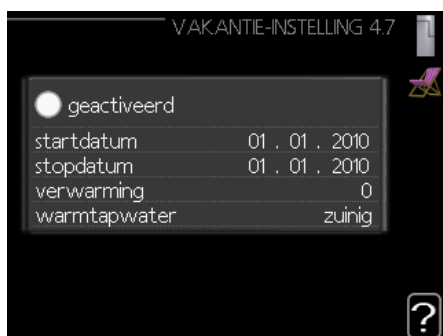 VAKANTIE-INSTELLING 4.7
geactiveerd
startdatum 01 . 01 . 2010
stopdatum 01 . 01 . 2010
verwarming 0
warmtapwater zuinig
?